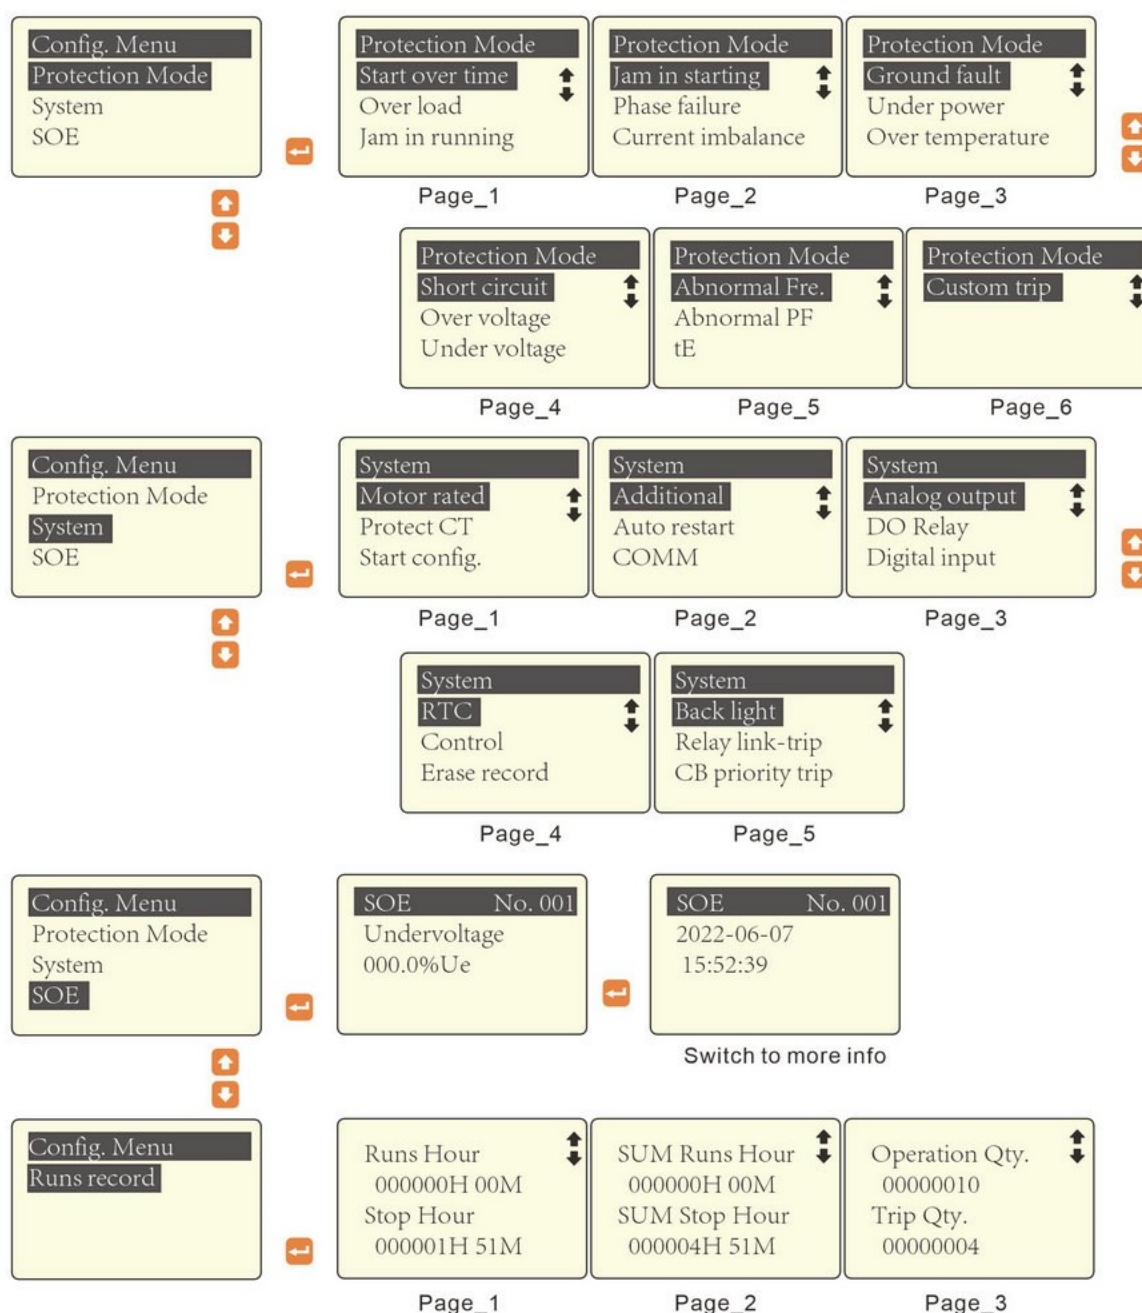 Config. Menu
Protection Mode
System
SOE
Protection Mode
Start over time
Over load
Jam in running
Page_1
Protection Mode
Jam in starting
Phase failure
Current imbalance
Page_2
Protection Mode
Ground fault
Under power
Over temperature
Page_3
Protection Mode
Short circuit
Over voltage
Under voltage
Page_4
Protection Mode
Abnormal Fre.
Abnormal PF
tE
Page_5
Protection Mode
Custom trip
Page_6
Config. Menu
Protection Mode
System
SOE
System
Motor rated
Protect CT
Start config.
Page_1
System
Additional
Auto restart
COMM
Page_2
System
Analog output
DO Relay
Digital input
Page_3
System
RTC
Control
Erase record
Page_4
System
Back light
Relay link-trip
CB priority trip
Page_5
Config. Menu
Protection Mode
System
SOE
SOE No. 001
Undervoltage
000.0%Ue
SOE No. 001
2022-06-07
15:52:39
Switch to more info
Config. Menu
Runs record
Runs Hour
000000H 00M
Stop Hour
000001H 51M
Page_1
SUM Runs Hour
000000H 00M
SUM Stop Hour
000004H 51M
Page_2
Operation Qty.
00000010
Trip Qty.
00000004
Page_3